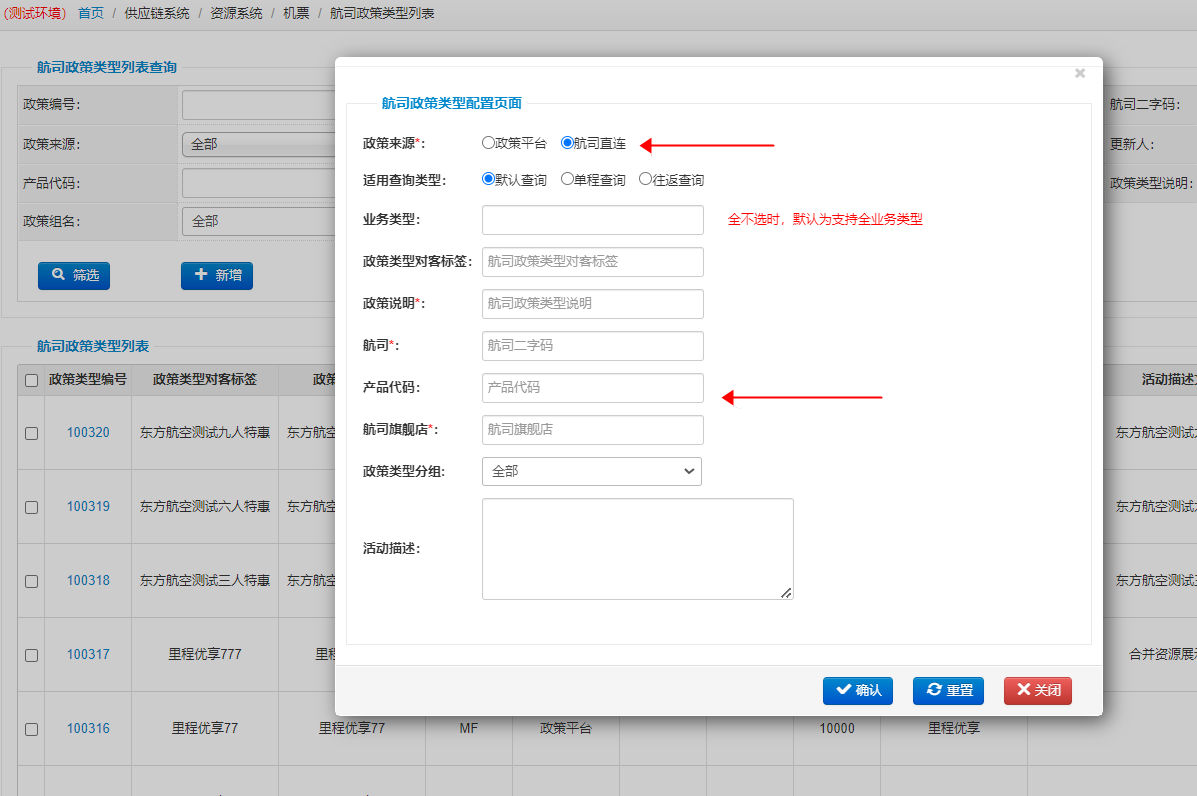 (测试环境) 首页 / 供应链系统 / 资源系统 / 机票 / 航司政策类型列表
航司政策类型列表查询
政策编号:
航司二字码:
政策来源:
全部
更新人:
产品代码:
政策类型说明:
政策组名:
全部
筛选
新增
航司政策类型配置页面
政策来源*:
政策平台
航司直连
适用查询类型:
默认查询
单程查询
往返查询
业务类型:
全不选时，默认为支持全业务类型
政策类型对客标签:
航司政策类型对客标签
政策说明*:
航司政策类型说明
航司*:
航司二字码
产品代码:
产品代码
航司旗舰店*:
航司旗舰店
政策类型分组:
全部
活动描述:
确认
重置
关闭
航司政策类型列表
政策类型编号
政策类型对客标签
政策
活动描述
100320
东方航空测试九人特惠
东方航空
东方航空测试
100319
东方航空测试六人特惠
东方航空
东方航空测试
100318
东方航空测试三人特惠
东方航空
东方航空测试
100317
里程优享777
里程
合并资源展
100316
里程优享77
里程优享77
MF
政策平台
10000
里程优享